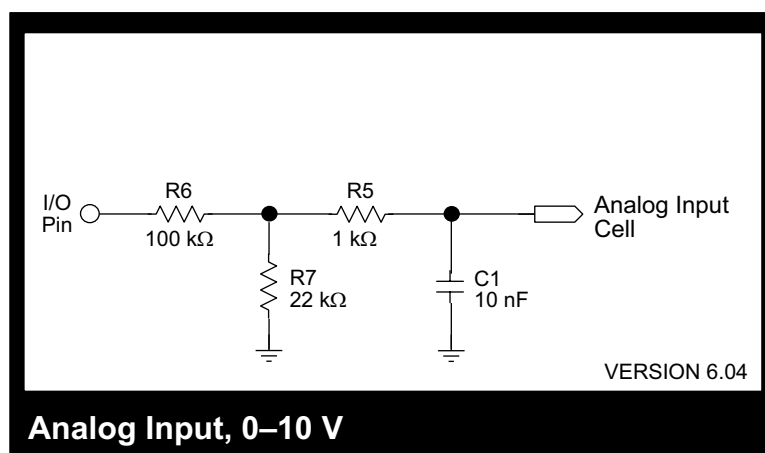 I/O
Pin
R6
100 kΩ
R5
1 kΩ
R7
22 kΩ
C1
10 nF
Analog Input
Cell
VERSION 6.04
Analog Input, 0–10 V